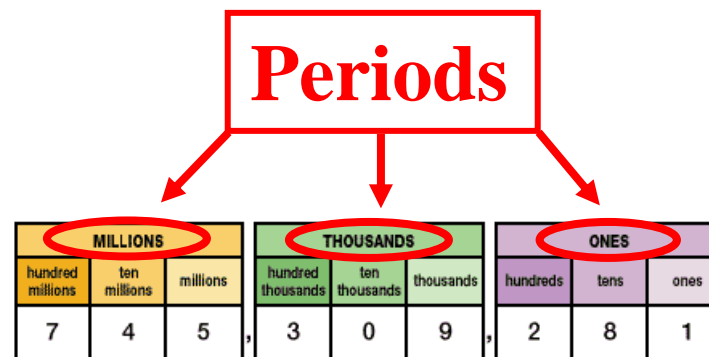 Periods
MILLIONS THOUSANDS ONES
hundred millions ten millions millions hundred thousands ten thousands thousands hundreds tens ones
7 4 5 , 3 0 9 , 2 8 1